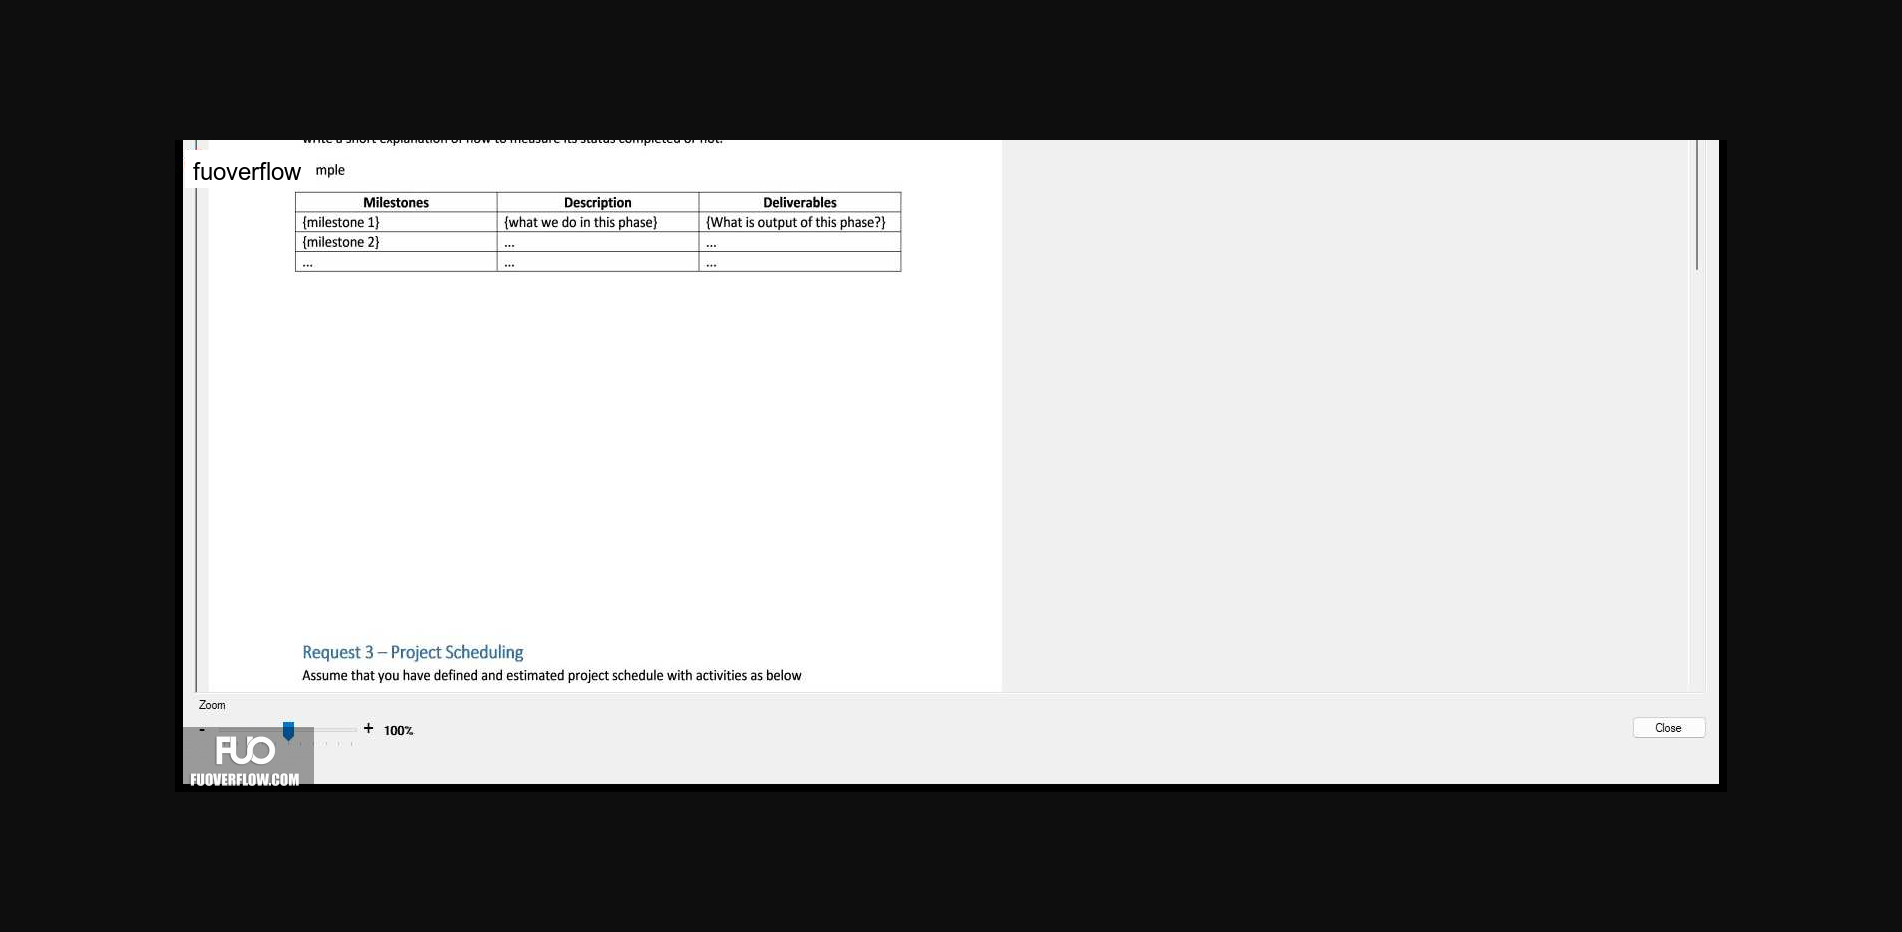 write a short explanation of how to measure its status completed or not.
fuoverflow mple
Milestones Description Deliverables
{milestone 1} {what we do in this phase} {What is output of this phase?}
{milestone 2} ... ...
... ... ...
Request 3 – Project Scheduling
Assume that you have defined and estimated project schedule with activities as below
Zoom
- + 100%
Close
FUO
FUOVERFLOW.COM